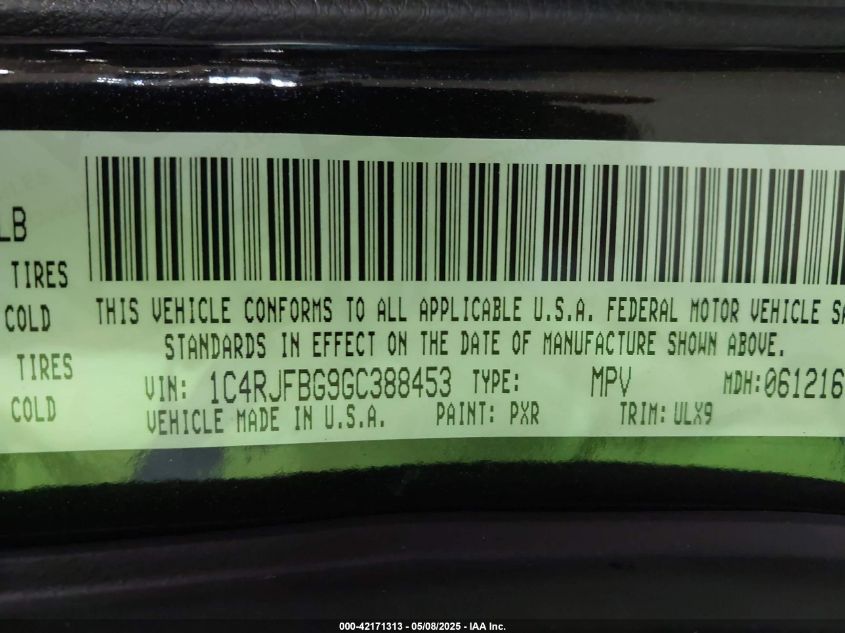 LB
TIRES
COLD
TIRES
COLD
THIS VEHICLE CONFORMS TO ALL APPLICABLE U.S.A. FEDERAL MOTOR VEHICLE SA
STANDARDS IN EFFECT ON THE DATE OF MANUFACTURE SHOWN ABOVE.
VIN: 1C4RJFBG9GC388453 TYPE: MPV MDH:061216
VEHICLE MADE IN U.S.A. PAINT: PXR TRIM: ULX9
000-42171313 - 05/08/2025 - IAA Inc.